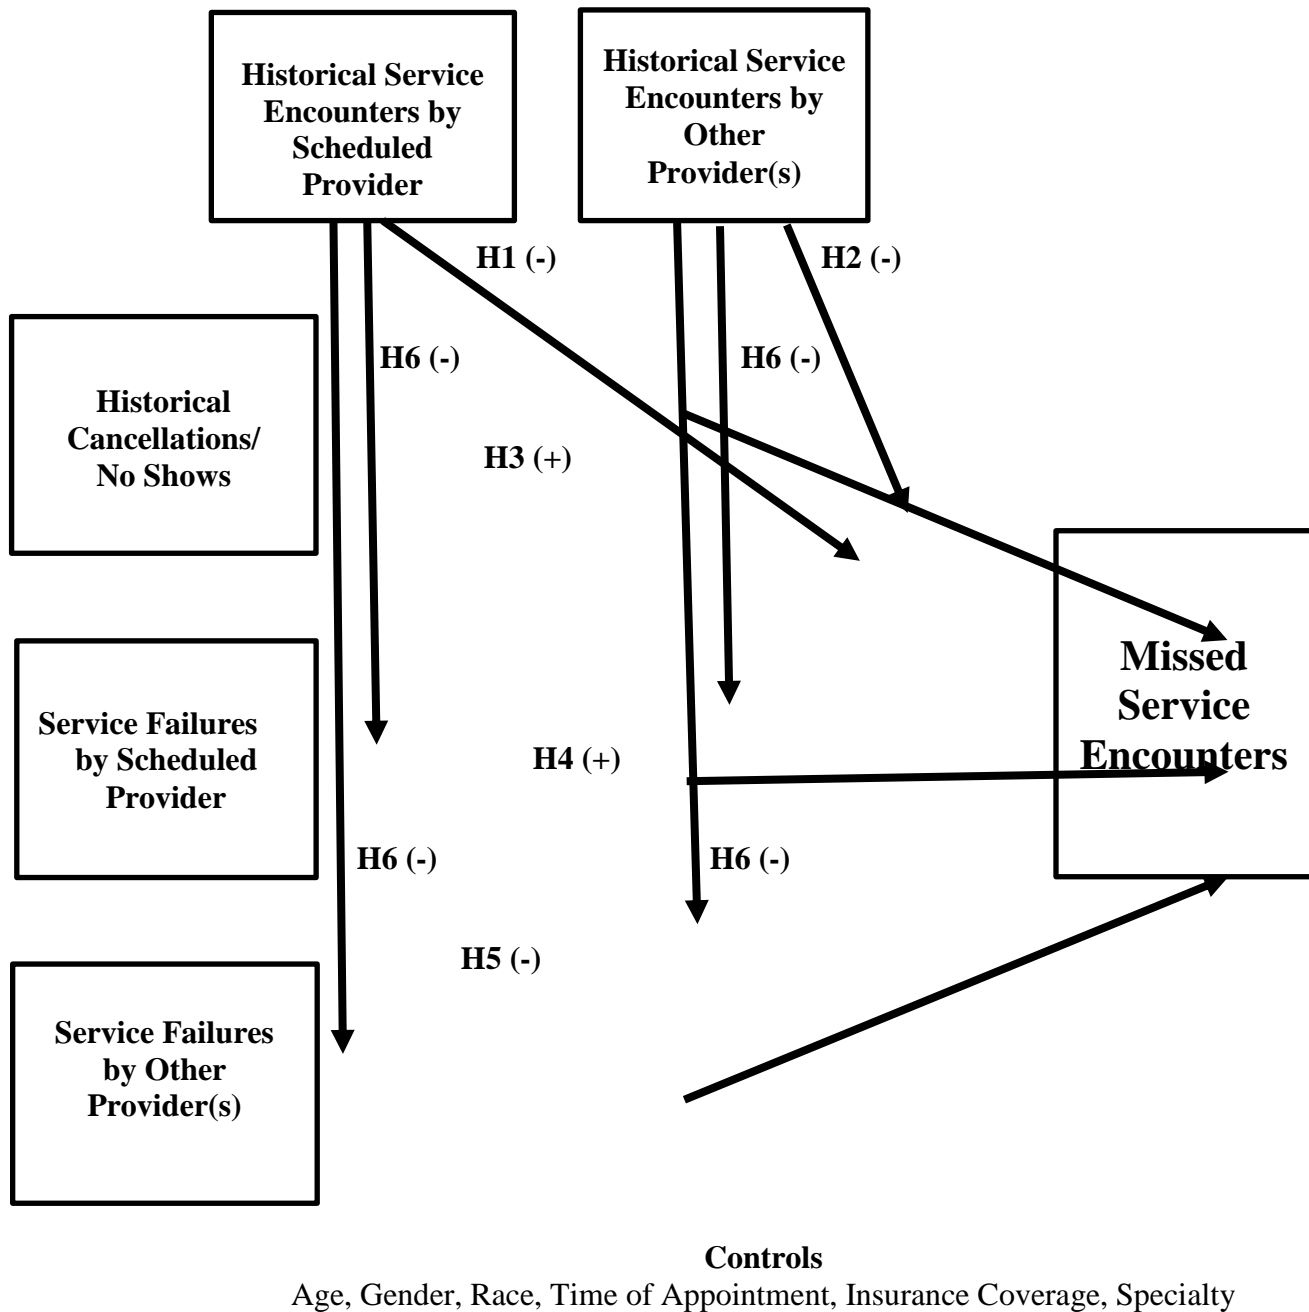 Historical Service
Encounters by
Scheduled
Provider
Historical Service
Encounters by
Other
Provider(s)
H1 (-)
H2 (-)
H6 (-)
H6 (-)
Historical
Cancellations/
No Shows
H3 (+)
Missed
Service
Encounters
Service Failures
by Scheduled
Provider
H4 (+)
H6 (-)
H6 (-)
H5 (-)
Service Failures
by Other
Provider(s)
Controls
Age, Gender, Race, Time of Appointment, Insurance Coverage, Specialty